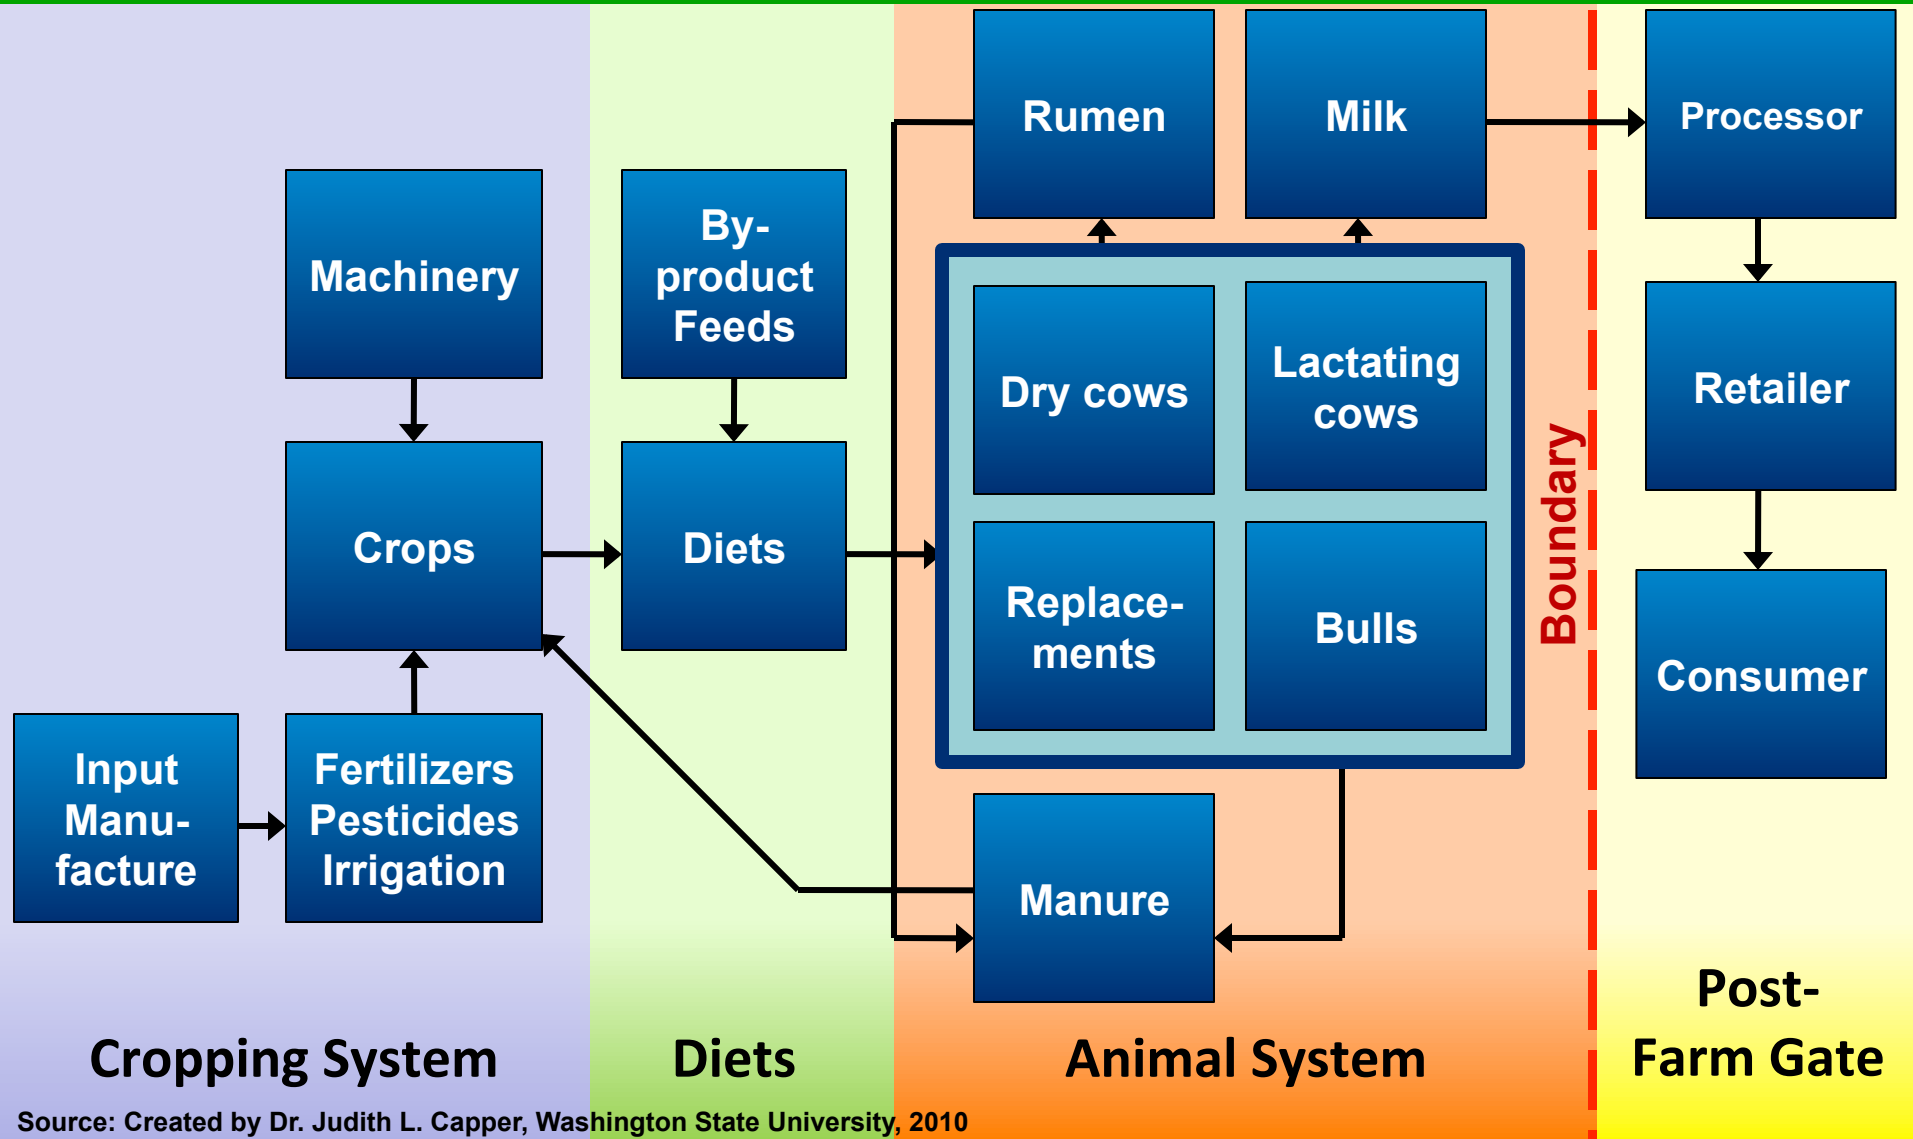 Rumen
Milk
Processor
Machinery
By-
product
Feeds
Dry cows
Lactating
cows
Retailer
Crops
Diets
Replace-
ments
Bulls
Boundary
Consumer
Input
Manu-
facture
Fertilizers
Pesticides
Irrigation
Manure
Cropping System
Diets
Animal System
Post-
Farm Gate
Source: Created by Dr. Judith L. Capper, Washington State University, 2010